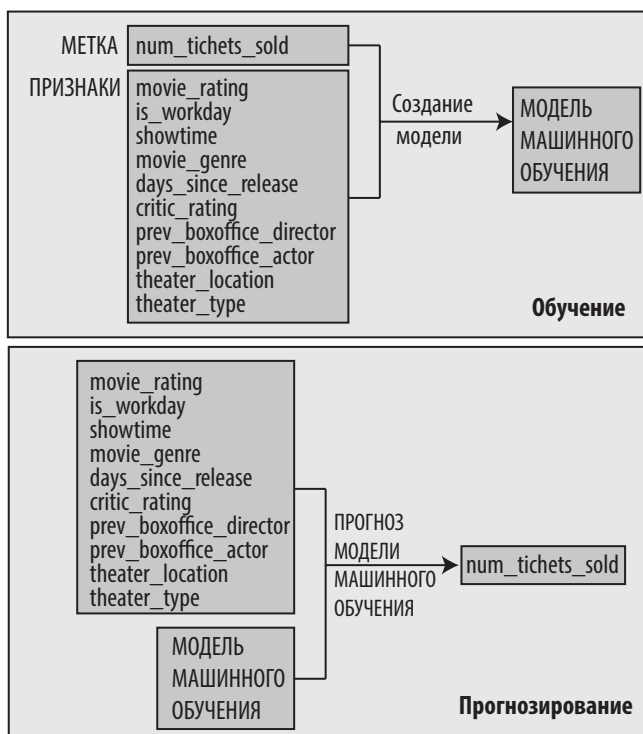 МЕТКА
num_tichets_sold
ПРИЗНАКИ
movie_rating
is_workday
showtime
movie_genre
days_since_release
critic_rating
prev_boxoffice_director
prev_boxoffice_actor
theater_location
theater_type
Создание
модели
МОДЕЛЬ
МАШИННОГО
ОБУЧЕНИЯ
Обучение
movie_rating
is_workday
showtime
movie_genre
days_since_release
critic_rating
prev_boxoffice_director
prev_boxoffice_actor
theater_location
theater_type
МОДЕЛЬ
МАШИННОГО
ОБУЧЕНИЯ
ПРОГНОЗ
МОДЕЛИ
МАШИННОГО
ОБУЧЕНИЯ
num_tichets_sold
Прогнозирование